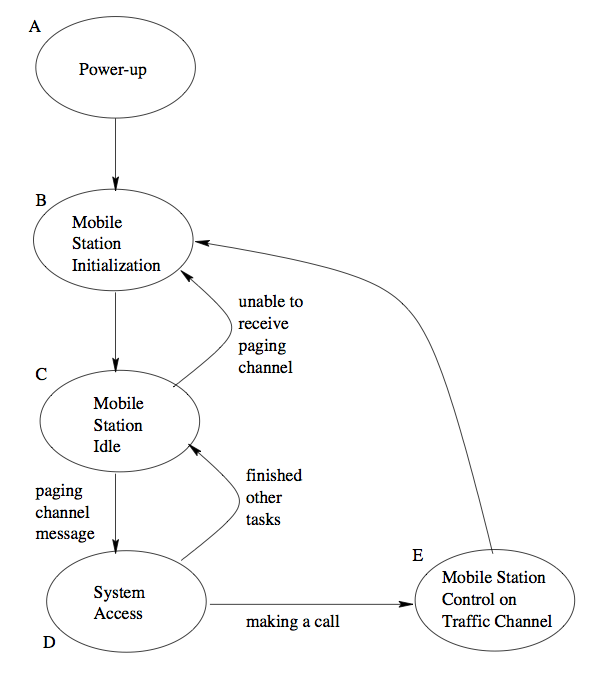 A
Power-up
B
Mobile
Station
Initialization
unable to
receive
paging
channel
C
Mobile
Station
Idle
paging
channel
message
finished
other
tasks
System
Access
D
making a call
E
Mobile Station
Control on
Traffic Channel